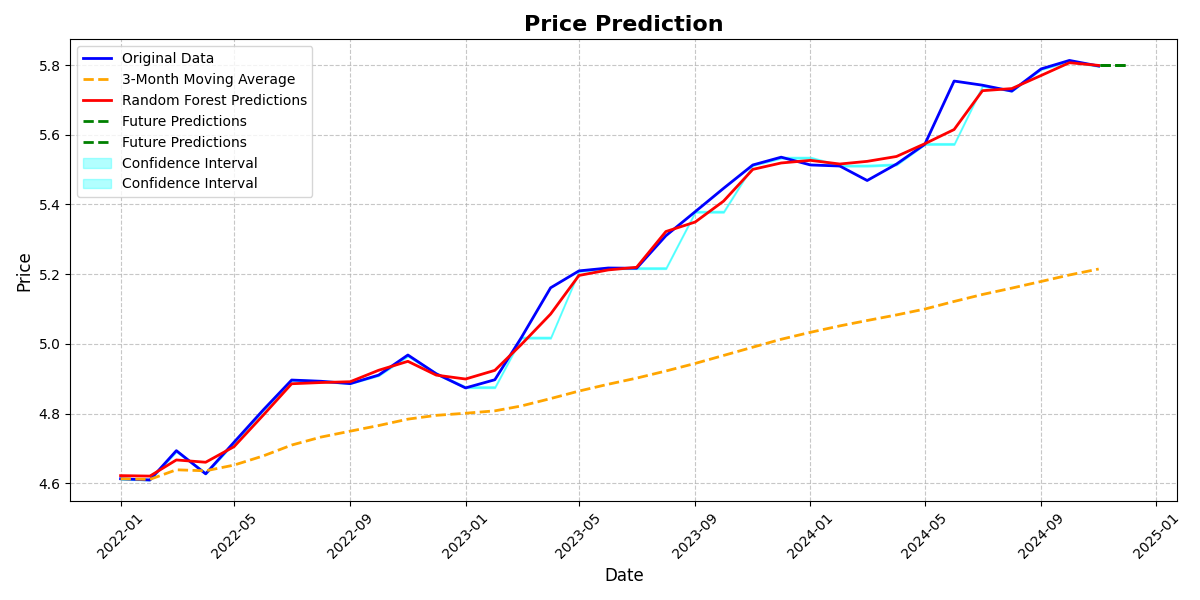 Price Prediction
Original Data
3-Month Moving Average
Random Forest Predictions
Future Predictions
Future Predictions
Confidence Interval
Confidence Interval
Price
5.8
5.6
5.4
5.2
5.0
4.8
4.6
2022-01
2022-05
2022-09
2023-01
2023-05
2023-09
2024-01
2024-05
2024-09
2025-01
Date